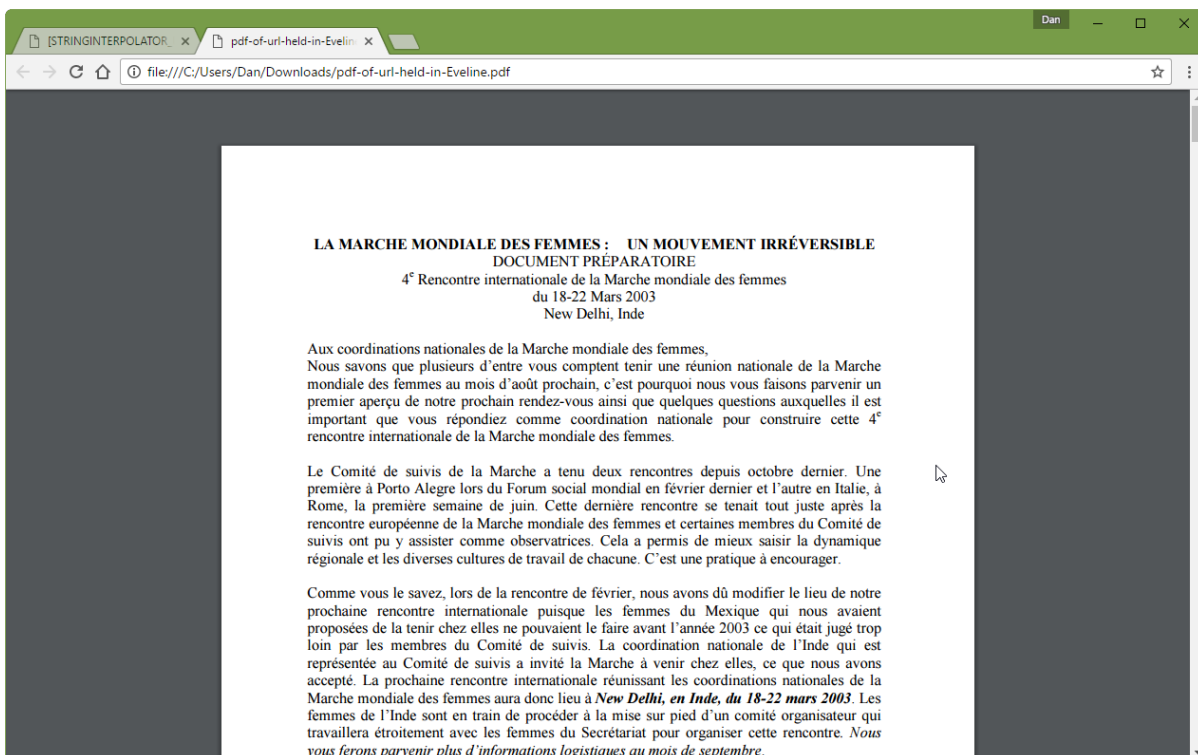 Dan
[STRINGINTERPOLATOR_
pdf-of-url-held-in-Evelin
file:///C:/Users/Dan/Downloads/pdf-of-url-held-in-Eveline.pdf
LA MARCHE MONDIALE DES FEMMES : UN MOUVEMENT IRRÉVERSIBLE
DOCUMENT PRÉPARATOIRE
4e Rencontre internationale de la Marche mondiale des femmes
du 18-22 Mars 2003
New Delhi, Inde
Aux coordinations nationales de la Marche mondiale des femmes,
Nous savons que plusieurs d’entre vous comptent tenir une réunion nationale de la Marche
mondiale des femmes au mois d’août prochain, c’est pourquoi nous vous faisons parvenir un
premier aperçu de notre prochain rendez-vous ainsi que quelques questions auxquelles il est
important que vous répondiez comme coordination nationale pour construire cette 4e
rencontre internationale de la Marche mondiale des femmes.
Le Comité de suivis de la Marche a tenu deux rencontres depuis octobre dernier. Une
première à Porto Alegre lors du Forum social mondial en février dernier et l’autre en Italie, à
Rome, la première semaine de juin. Cette dernière rencontre se tenait tout juste après la
rencontre européenne de la Marche mondiale des femmes et certaines membres du Comité de
suivis ont pu y assister comme observatrices. Cela a permis de mieux saisir la dynamique
régionale et les diverses cultures de travail de chacune. C’est une pratique à encourager.
Comme vous le savez, lors de la rencontre de février, nous avons dû modifier le lieu de notre
prochaine rencontre internationale puisque les femmes du Mexique qui nous avaient
proposées de la tenir chez elles ne pouvaient le faire avant l’année 2003 ce qui était jugé trop
loin par les membres du Comité de suivis. La coordination nationale de l’Inde qui est
représentée au Comité de suivis a invité la Marche à venir chez elles, ce que nous avons
accepté. La prochaine rencontre internationale réunissant les coordinations nationales de la
Marche mondiale des femmes aura donc lieu à New Delhi, en Inde, du 18-22 mars 2003. Les
femmes de l’Inde sont en train de procéder à la mise sur pied d’un comité organisateur qui
travaillera étroitement avec les femmes du Secrétariat pour organiser cette rencontre. Nous
vous ferons parvenir plus d’informations logistiques au mois de septembre.